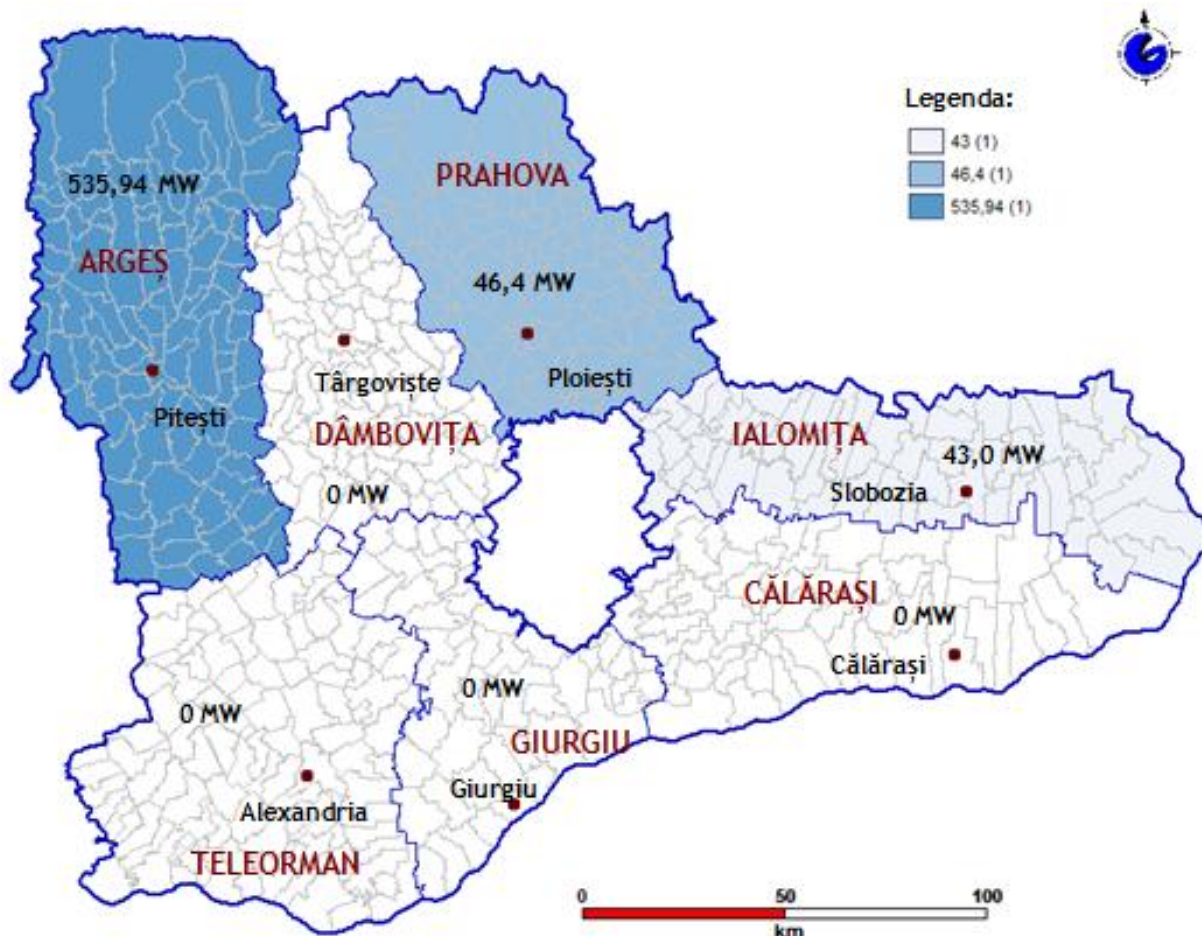 Legenda:
43 (1)
46,4 (1)
535,94 (1)
535,94 MW
ARGEȘ
Pitești
PRAHOVA
46,4 MW
Ploiești
Târgoviște
DÂMBOVIȚA
0 MW
IALOMIȚA
43,0 MW
Slobozia
CĂLĂRAȘI
0 MW
Călărași
0 MW
GIURGIU
Giurgiu
0 MW
Alexandria
TELEORMAN
0 50 100
km